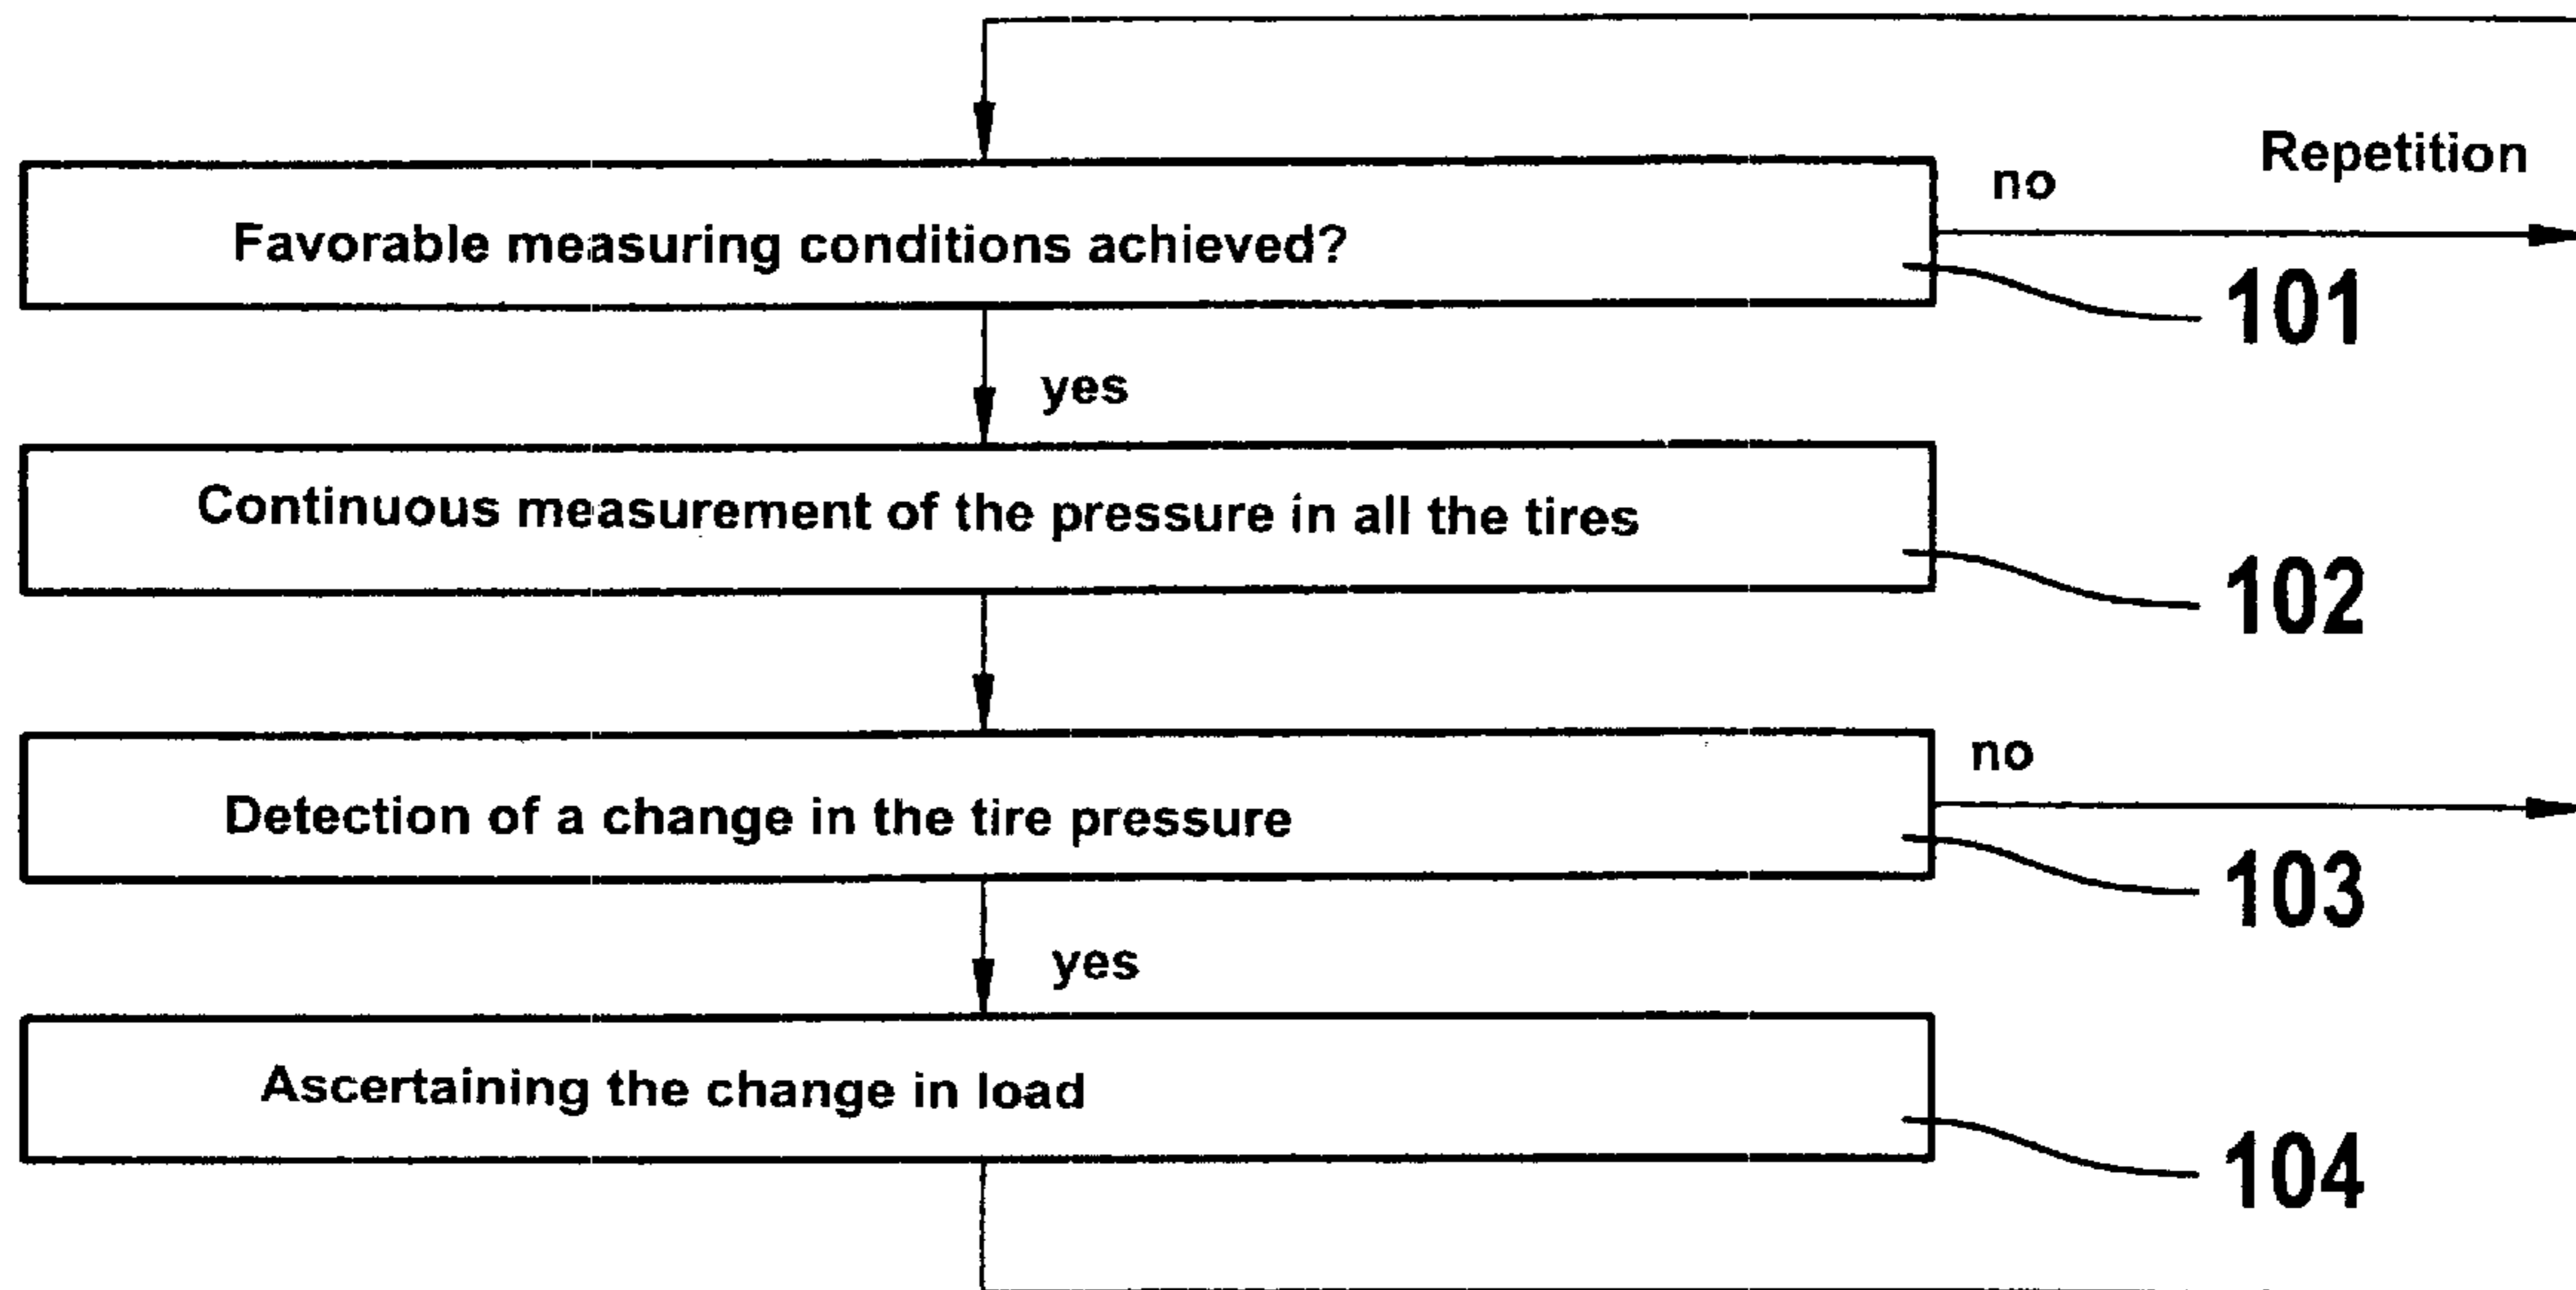 Repetition
no
Favorable measuring conditions achieved?
101
yes
Continuous measurement of the pressure in all the tires
102
no
Detection of a change in the tire pressure
103
yes
Ascertaining the change in load
104